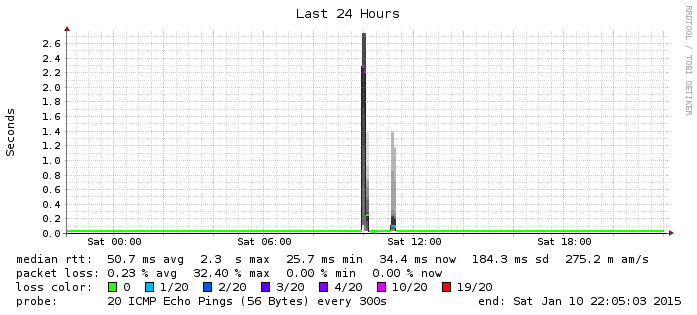 Last 24 Hours
RRDTOOL / TOBI OETIKER
Seconds
2.6
2.4
2.2
2.0
1.8
1.6
1.4
1.2
1.0
0.8
0.6
0.4
0.2
0.0
Sat 00:00 Sat 06:00 Sat 12:00 Sat 18:00
median rtt: 50.7 ms avg 2.3 s max 25.7 ms min 34.4 ms now 184.3 ms sd 275.2 m am/s
packet loss: 0.23 % avg 32.40 % max 0.00 % min 0.00 % now
loss color: 0 1/20 2/20 3/20 4/20 10/20 19/20
probe: 20 ICMP Echo Pings (56 Bytes) every 300s end: Sat Jan 10 22:05:03 2015